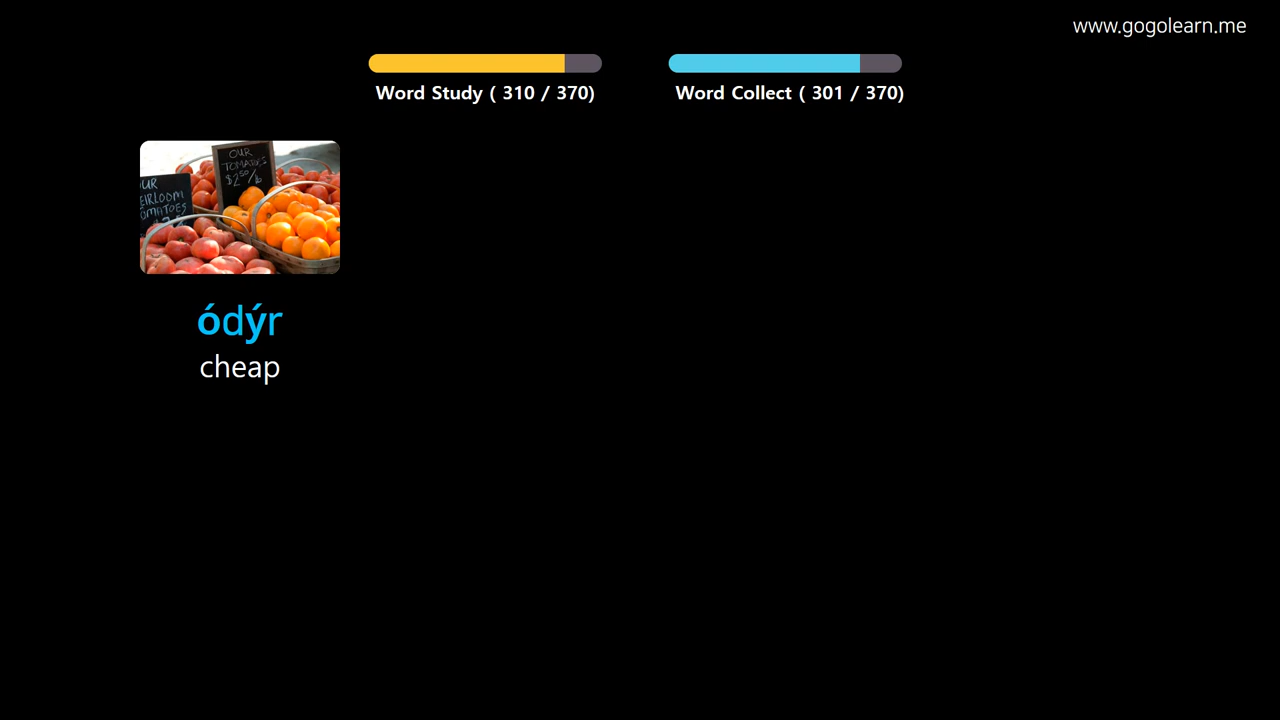 www.gogolearn.me
Word Study ( 310 / 370)
Word Collect ( 301 / 370)
OUR
TOMATOES
$2.50/lb
OUR
HEIRLOOM
TOMATOES
ódýr
cheap